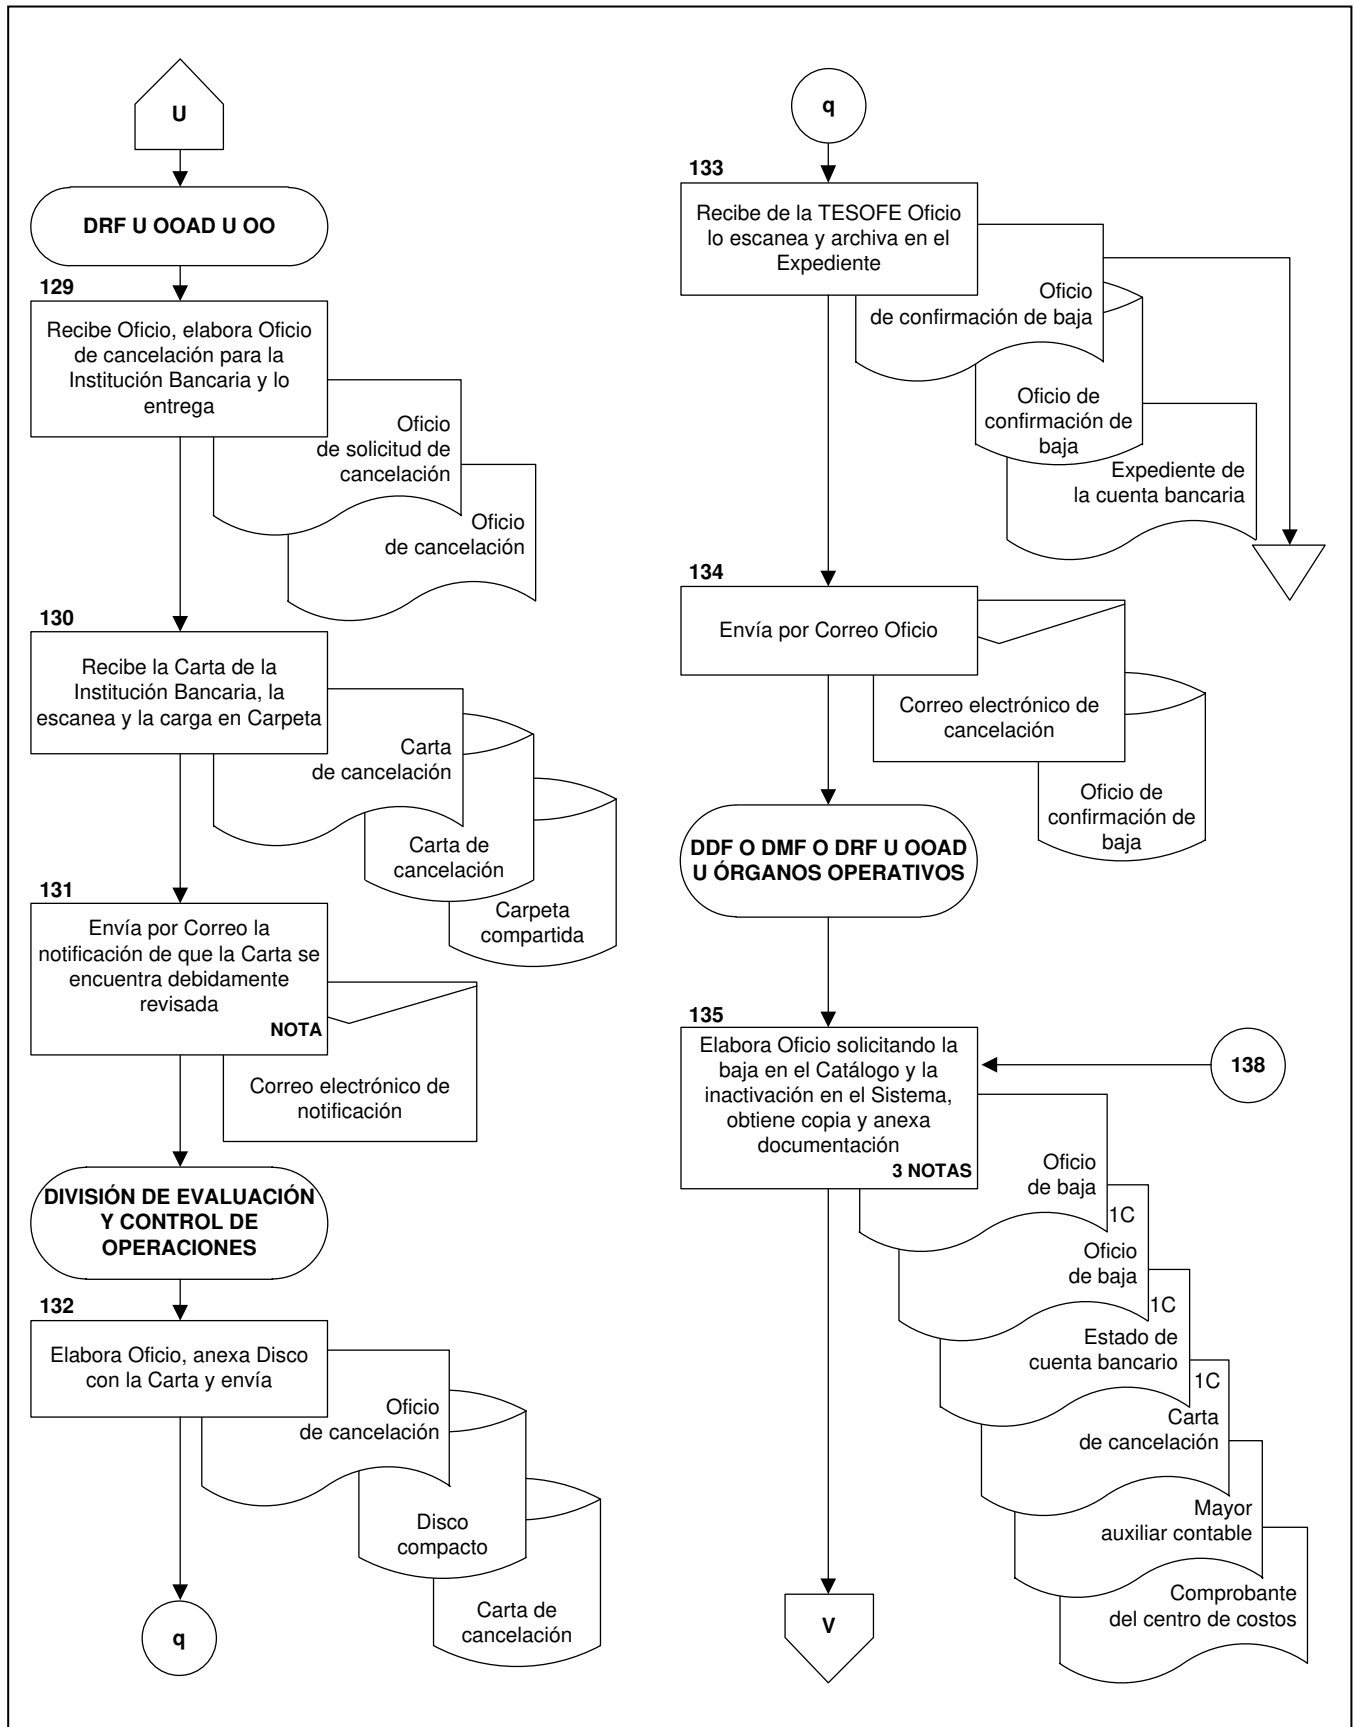 U
DRF U OOAD U OO
129
Recibe Oficio, elabora Oficio
de cancelación para la
Institución Bancaria y lo
entrega
Oficio
de solicitud de
cancelación
Oficio
de cancelación
130
Recibe la Carta de la
Institución Bancaria, la
escanea y la carga en Carpeta
Carta
de cancelación
Carta de
cancelación
Carpeta
compartida
131
Envía por Correo la
notificación de que la Carta se
encuentra debidamente
revisada
NOTA
Correo electrónico de
notificación
DIVISIÓN DE EVALUACIÓN
Y CONTROL DE
OPERACIONES
132
Elabora Oficio, anexa Disco
con la Carta y envía
Oficio
de cancelación
Disco
compacto
Carta de
cancelación
q
q
133
Recibe de la TESOFE Oficio
lo escanea y archiva en el
Expediente
Oficio
de confirmación de baja
Oficio de
confirmación de
baja
Expediente de
la cuenta bancaria
134
Envía por Correo Oficio
Correo electrónico de
cancelación
Oficio de
confirmación de
baja
DDF O DMF O DRF U OOAD
U ÓRGANOS OPERATIVOS
135
Elabora Oficio solicitando la
baja en el Catálogo y la
inactivación en el Sistema,
obtiene copia y anexa
documentación
3 NOTAS
138
Oficio
de baja
1C
Oficio
de baja
1C
Estado de
cuenta bancario
1C
Carta
de cancelación
Mayor
auxiliar contable
Comprobante
del centro de costos
V